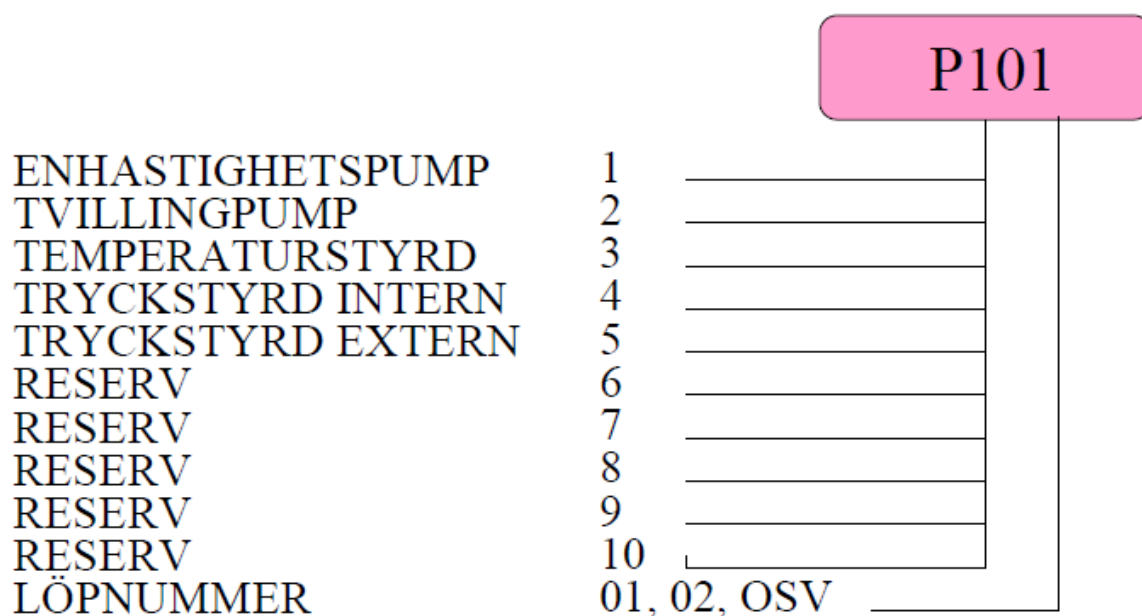 P101
ENHASTIGHETSPUMP 1
TVILLINGPUMP 2
TEMPERATURSTYRD 3
TRYCKSTYRD INTERN 4
TRYCKSTYRD EXTERN 5
RESERV 6
RESERV 7
RESERV 8
RESERV 9
RESERV 10
LÖPNUMMER 01, 02, OSV